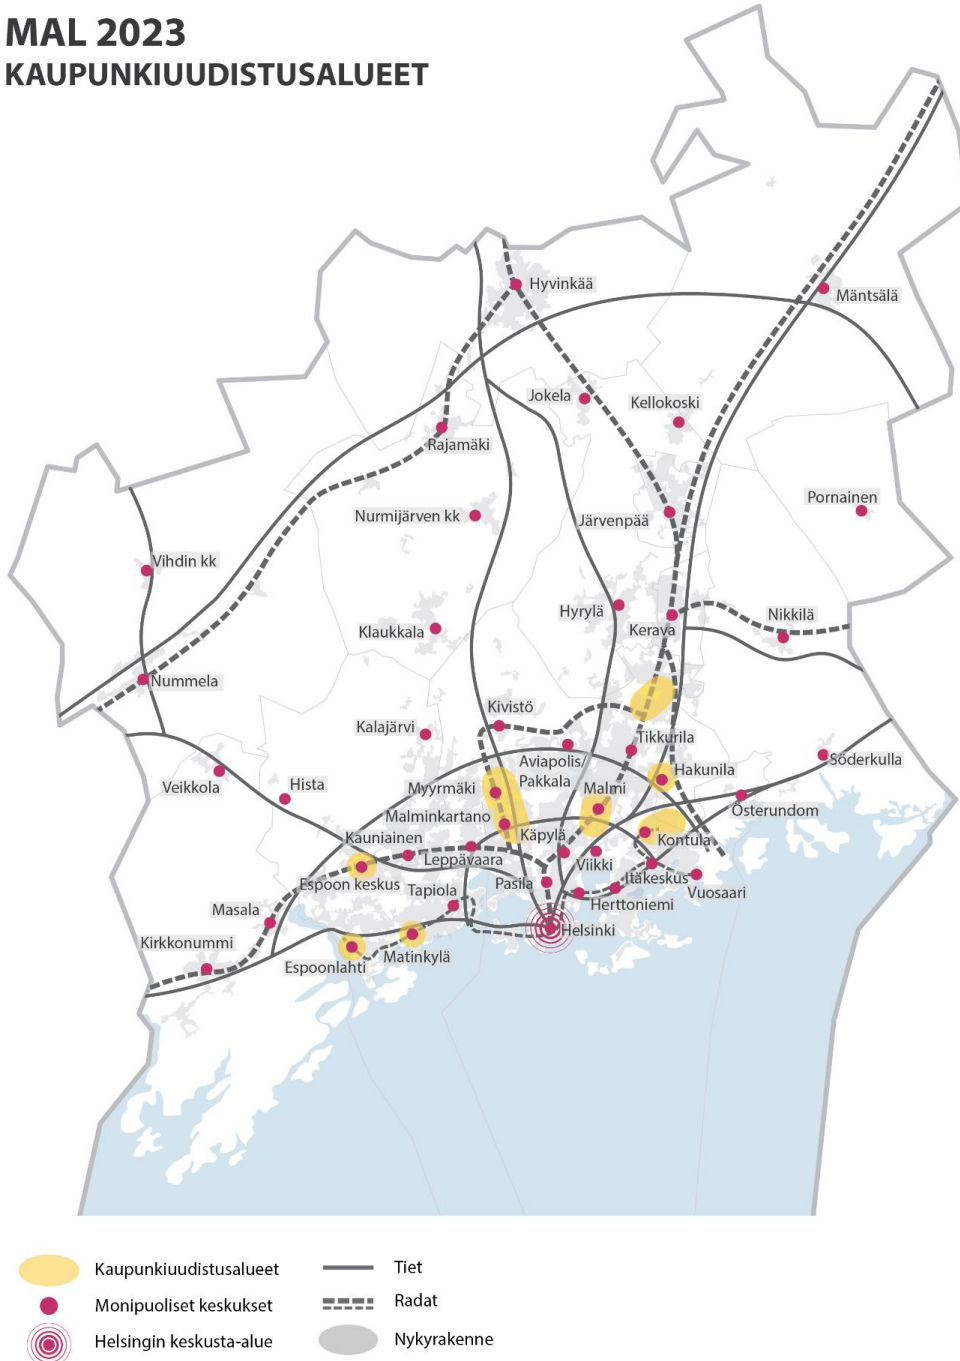 MAL 2023
KAUPUNKIUUDISTUSALUEET
Hyvinkää
Mäntsälä
Jokela
Kellokoski
Rajamäki
Pornainen
Nurmijärven kk
Järvenpää
Vihdin kk
Hyrylä
Nikkilä
Klaukkala
Kerava
Nummela
Kivistö
Kalajärvi
Tikkurila
Aviapolis/
Pakkala
Söderkulla
Hakunila
Veikkola
Hista
Myyrmäki
Malmi
Malminkartano
Östersundom
Käpylä
Kauniainen
Kontula
Leppävaara
Viikki
Espoon keskus
Pasila
Itäkeskus
Tapiola
Vuosaari
Masala
Herttoniemi
Helsinki
Kirkkonummi
Matinkylä
Espoonlahti
Kaupunkiuudistusalueet
Tiet
Monipuoliset keskukset
Radat
Helsingin keskusta-alue
Nykyrakenne